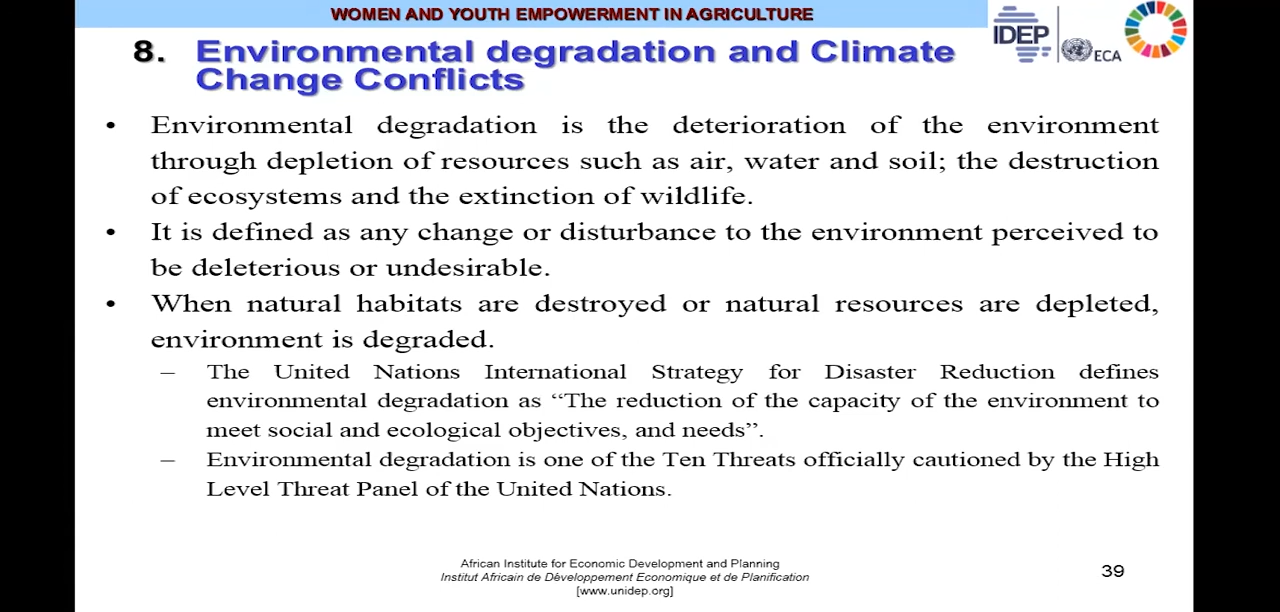 WOMEN AND YOUTH EMPOWERMENT IN AGRICULTURE
IDEP
ECA
8. Environmental degradation and Climate
Change Conflicts
• Environmental degradation is the deterioration of the environment
through depletion of resources such as air, water and soil; the destruction
of ecosystems and the extinction of wildlife.
• It is defined as any change or disturbance to the environment perceived to
be deleterious or undesirable.
• When natural habitats are destroyed or natural resources are depleted,
environment is degraded.
– The United Nations International Strategy for Disaster Reduction defines
environmental degradation as “The reduction of the capacity of the environment to
meet social and ecological objectives, and needs”.
– Environmental degradation is one of the Ten Threats officially cautioned by the High
Level Threat Panel of the United Nations.
African Institute for Economic Development and Planning
Institut Africain de Développement Economique et de Planification
[www.unidep.org]
39